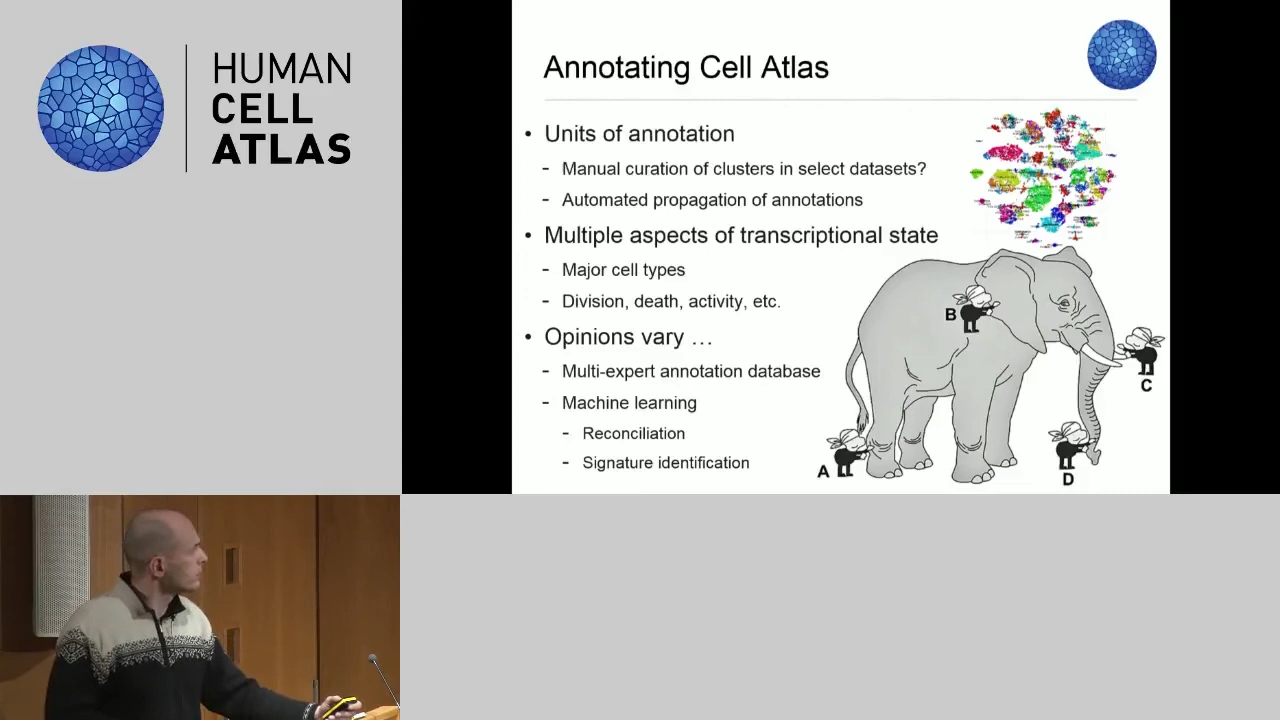 HUMAN
CELL
ATLAS
Annotating Cell Atlas
• Units of annotation
- Manual curation of clusters in select datasets?
- Automated propagation of annotations
• Multiple aspects of transcriptional state
- Major cell types
- Division, death, activity, etc.
• Opinions vary …
- Multi-expert annotation database
- Machine learning
- Reconciliation
- Signature identification
B
C
A
D